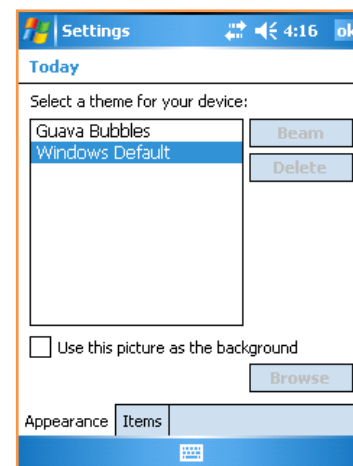 Settings 4:16 ok
Today
Select a theme for your device:
Guava Bubbles
Windows Default
Beam
Delete
Use this picture as the background
Browse
Appearance Items